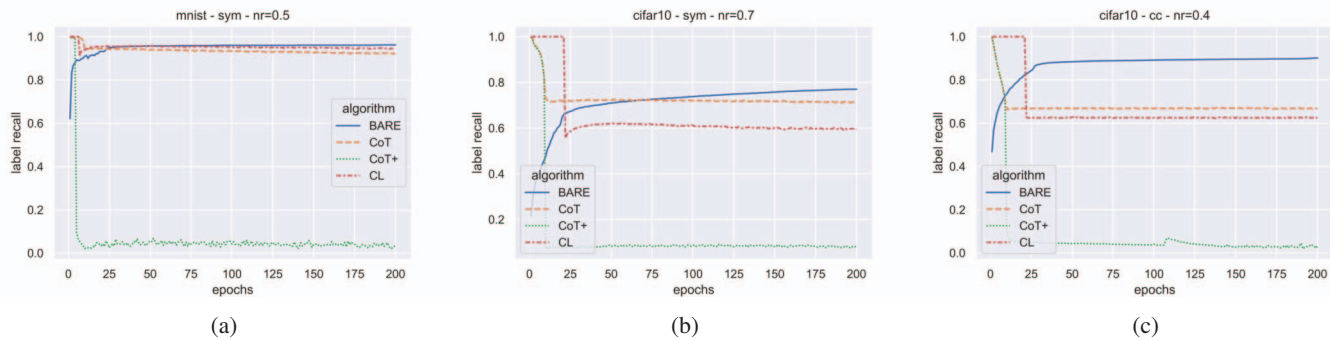 mnist - sym - nr=0.5
1.0
0.8
0.6
0.4
0.2
0.0
label recall
algorithm
BARE
CoT
CoT+
CL
0 25 50 75 100 125 150 175 200
epochs
(a)
cifar10 - sym - nr=0.7
1.0
0.8
0.6
0.4
0.2
label recall
algorithm
BARE
CoT
CoT+
CL
0 25 50 75 100 125 150 175 200
epochs
(b)
cifar10 - cc - nr=0.4
1.0
0.8
0.6
0.4
0.2
0.0
label recall
algorithm
BARE
CoT
CoT+
CL
0 25 50 75 100 125 150 175 200
epochs
(c)